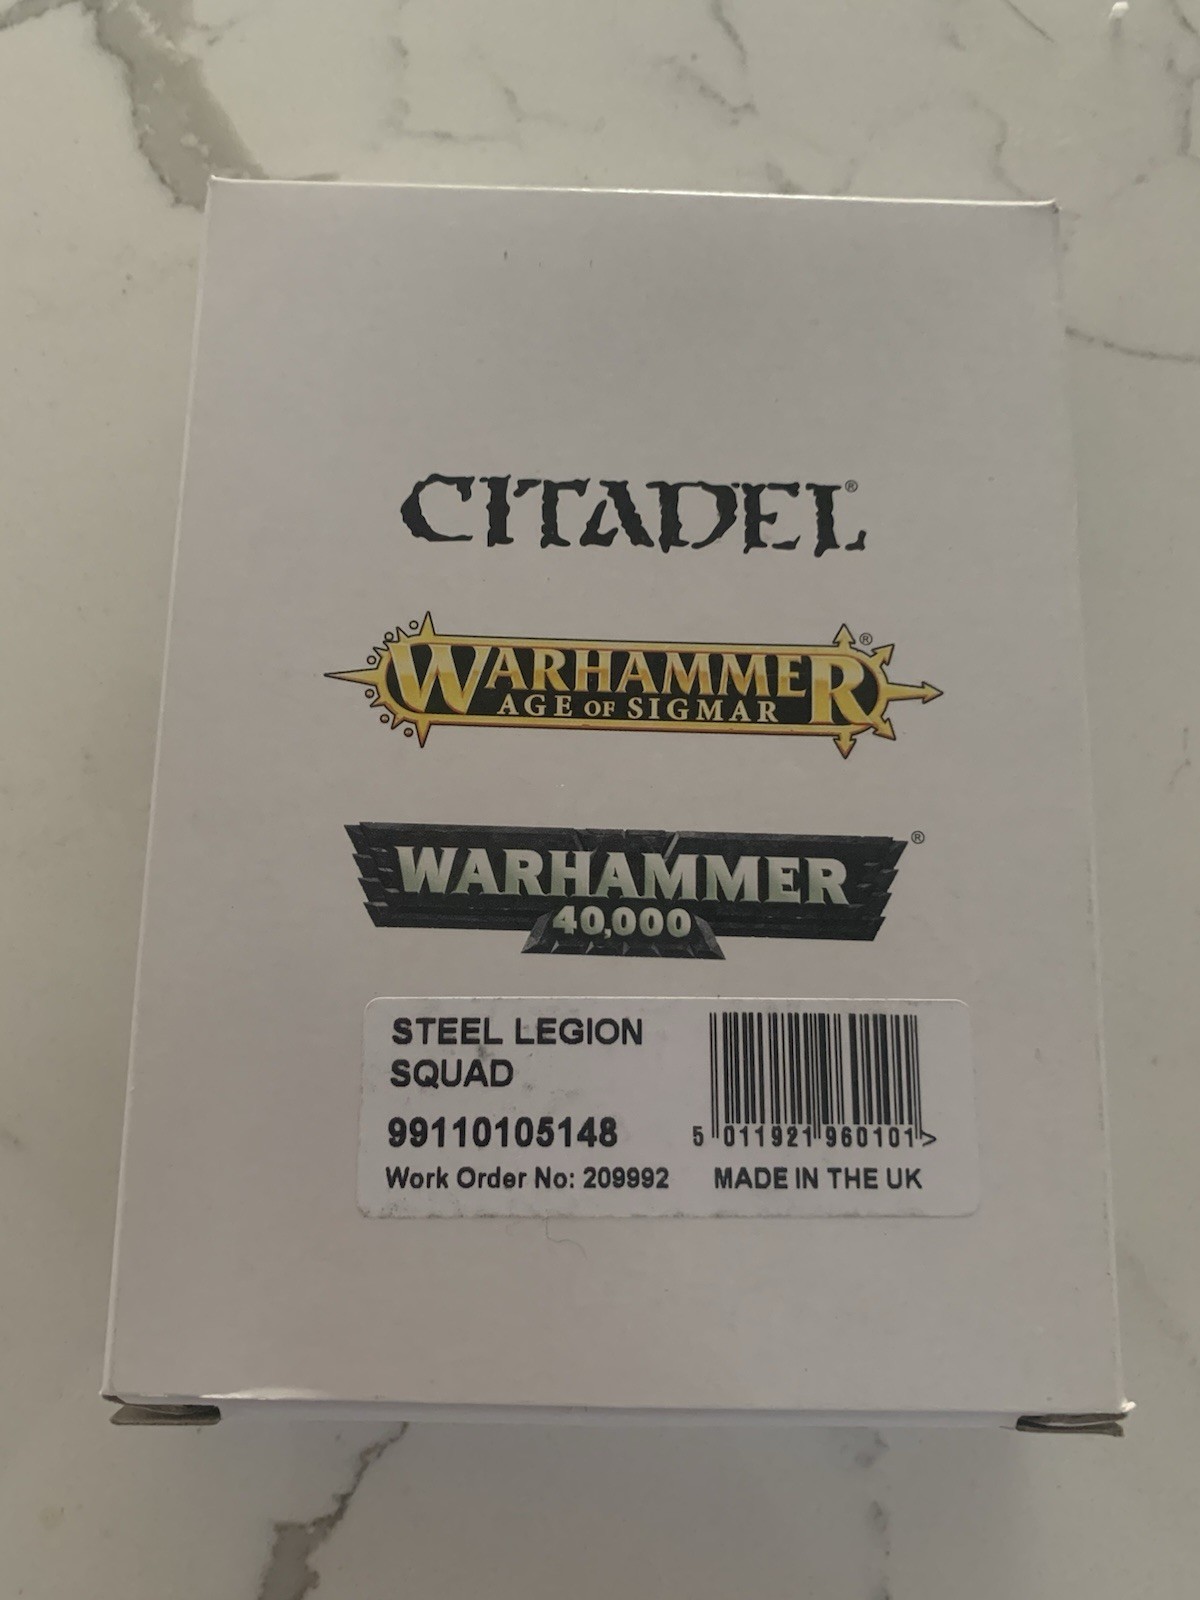 CITADEL®
WARHAMMER®
AGE OF SIGMAR
WARHAMMER®
40,000
STEEL LEGION
SQUAD
99110105148
5 011921 960101 >
Work Order No: 209992 MADE IN THE UK